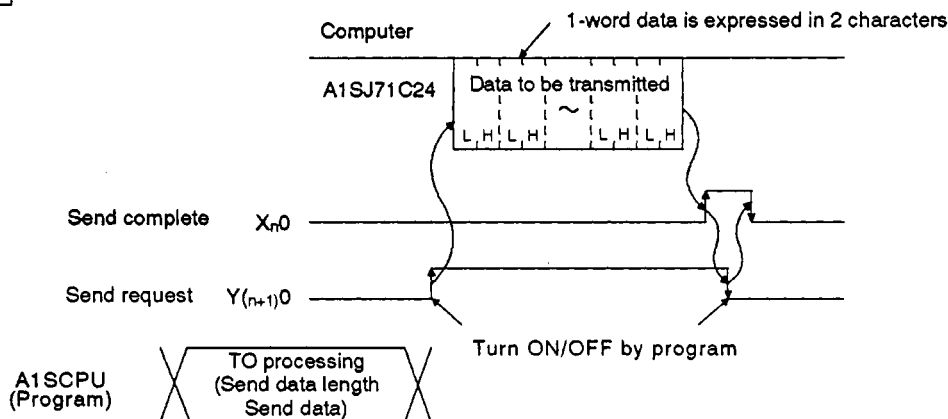 1-word data is expressed in 2 characters
Computer
A1SJ71C24
Data to be transmitted
~
L H L H L H L H
Send complete Xn0
Send request Y(n+1)0
Turn ON/OFF by program
A1SCPU
(Program)
TO processing
(Send data length
Send data)